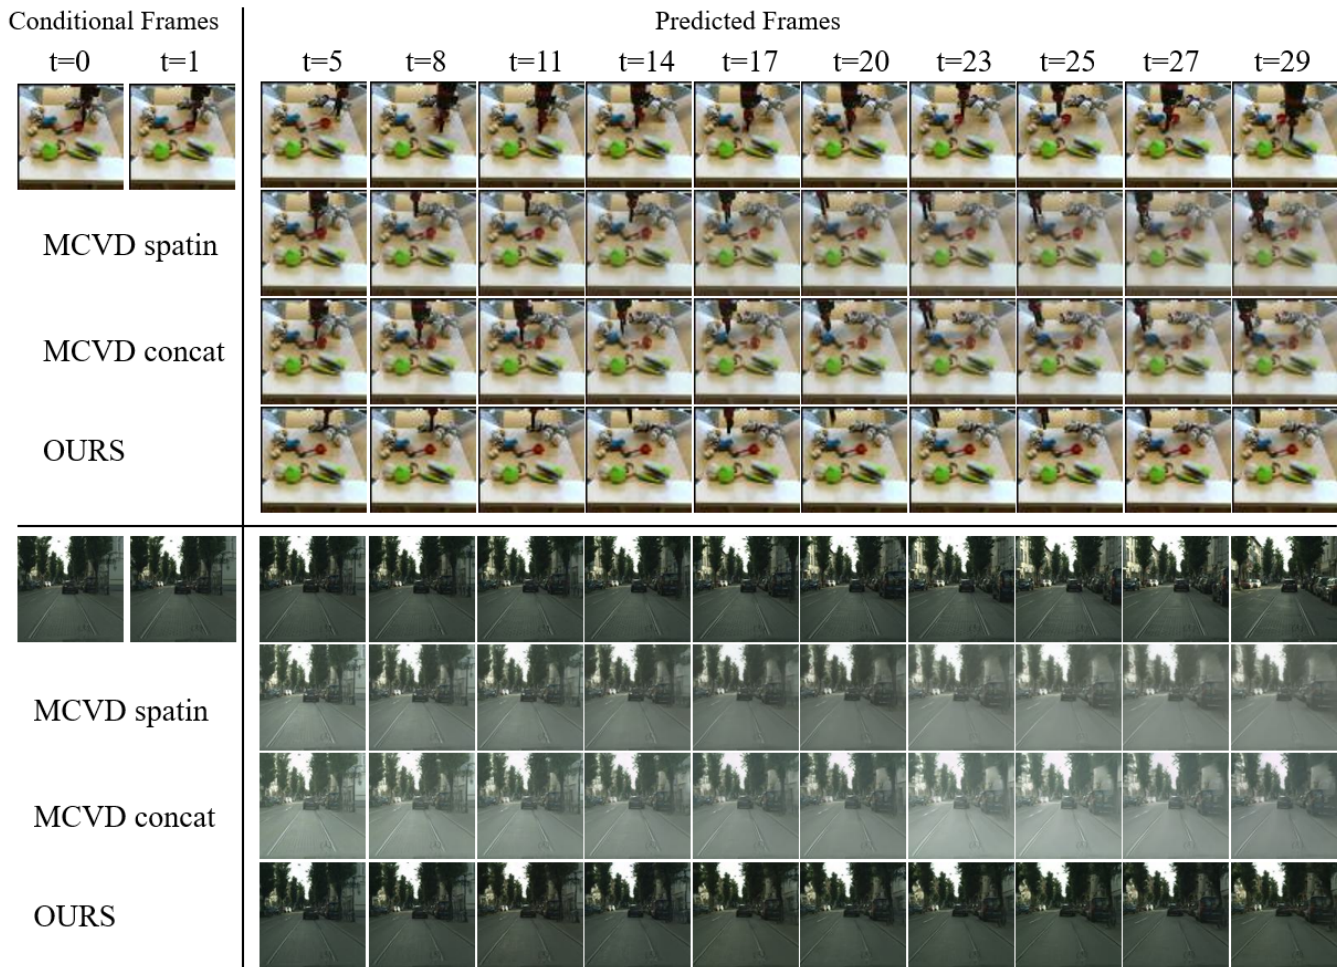 Conditional Frames Predicted Frames
t=0 t=1 t=5 t=8 t=11 t=14 t=17 t=20 t=23 t=25 t=27 t=29
MCVD spatin
MCVD concat
OURS
MCVD spatin
MCVD concat
OURS